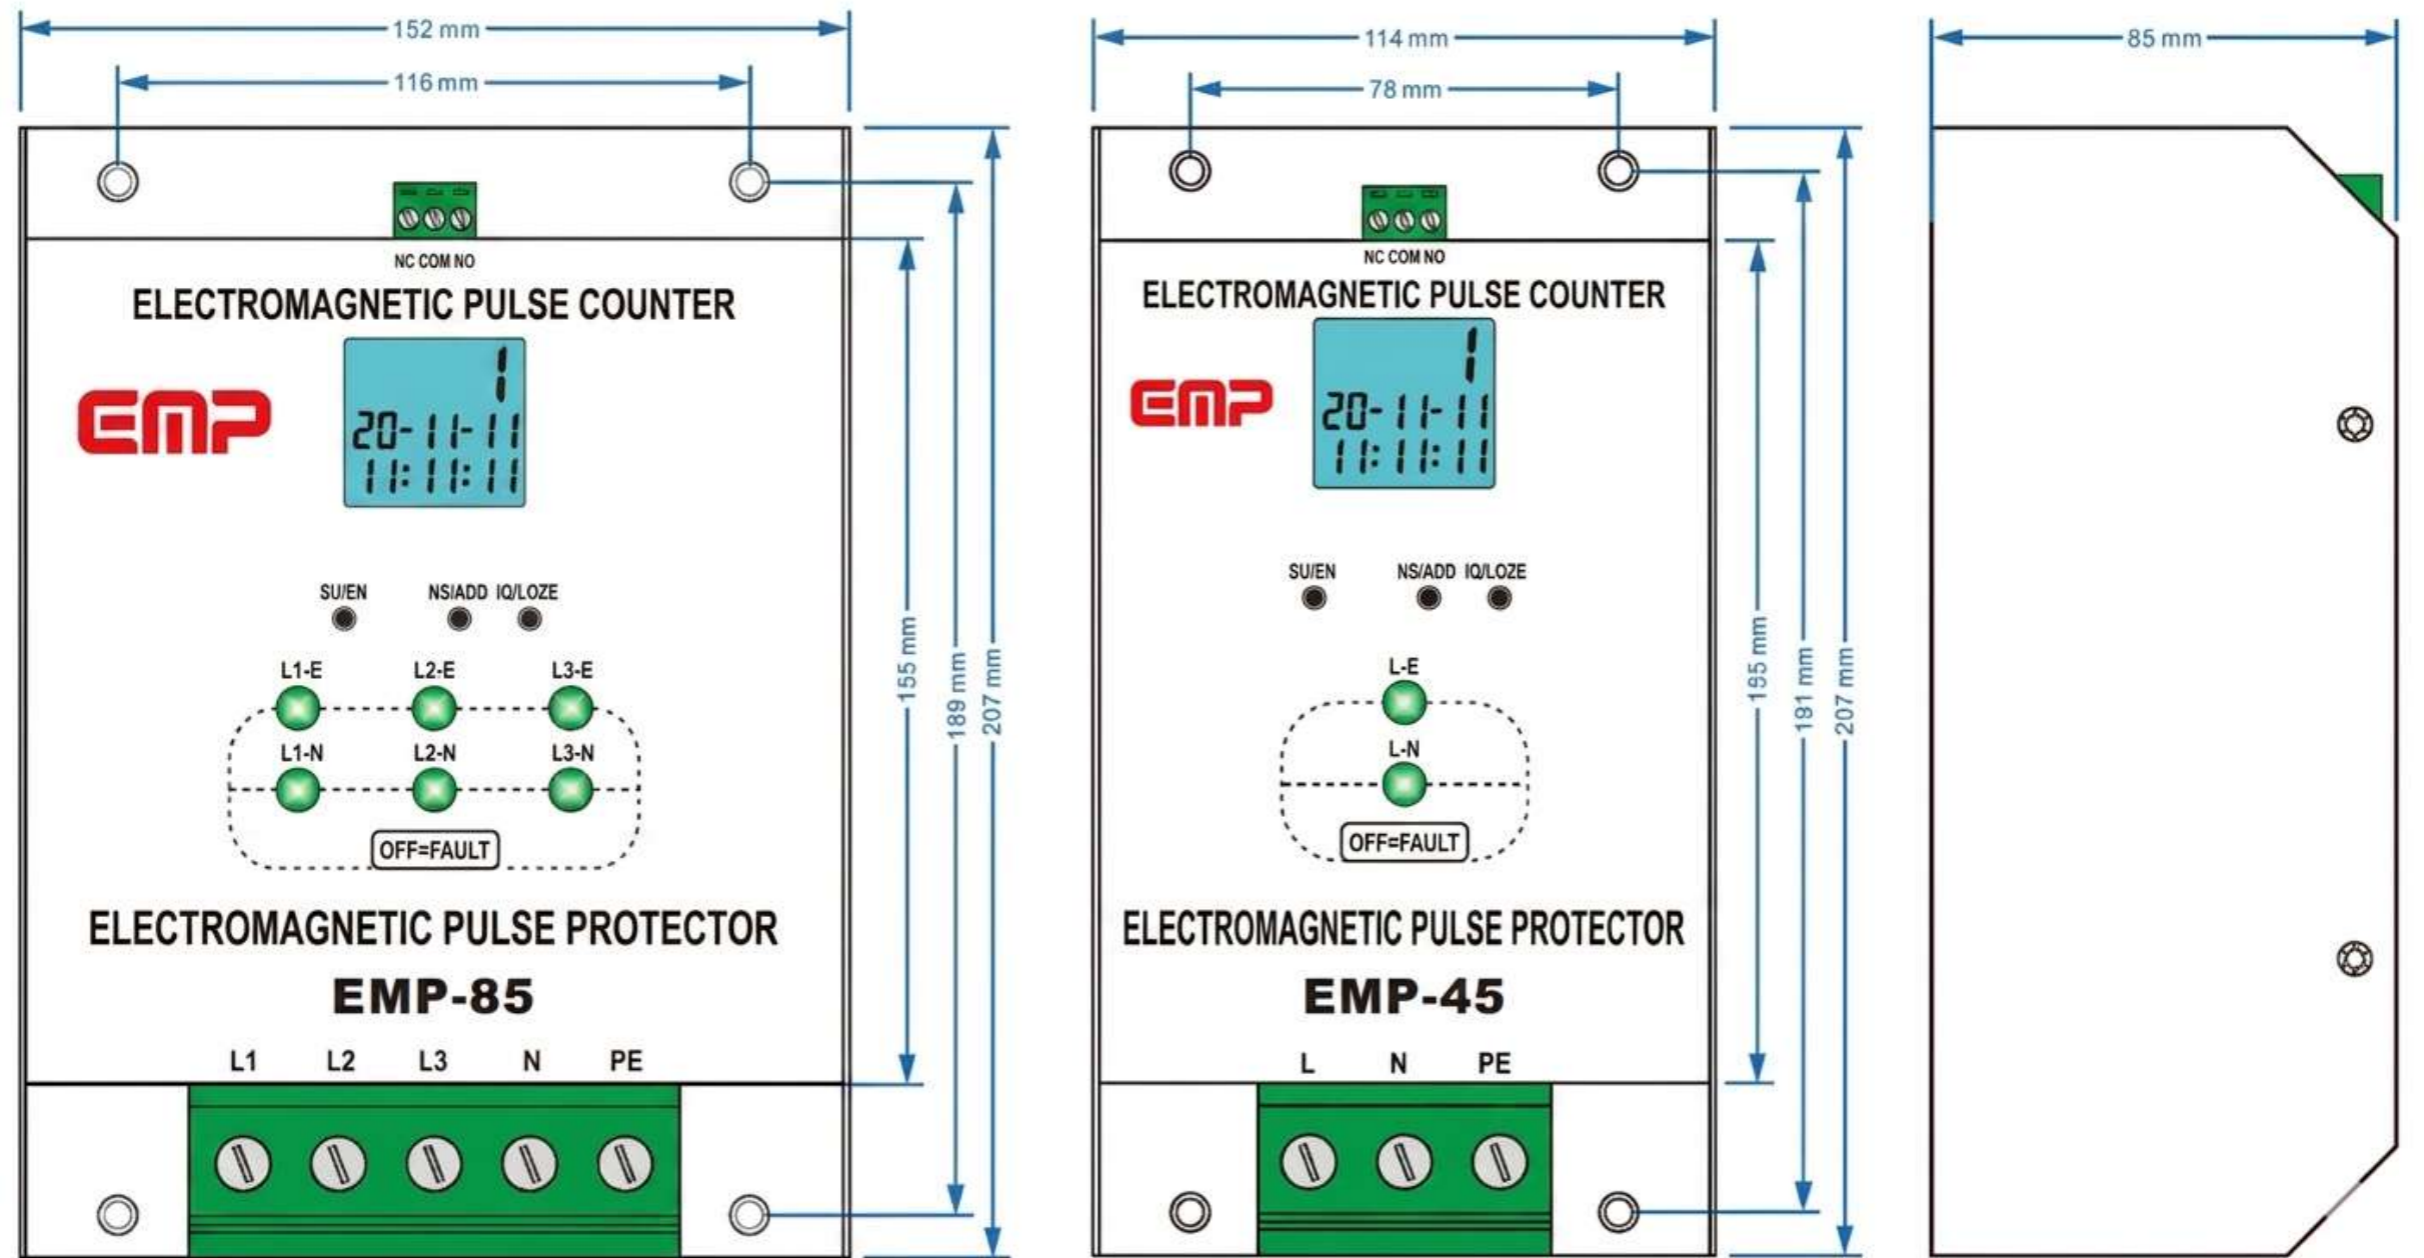 152 mm
116 mm
NC COM NO
ELECTROMAGNETIC PULSE COUNTER
EMP
1
20-11-11
11:11:11
SU/EN NS/ADD IQ/LOZE
L1-E L2-E L3-E
L1-N L2-N L3-N
OFF=FAULT
ELECTROMAGNETIC PULSE PROTECTOR
EMP-85
L1 L2 L3 N PE
155 mm
189 mm
207 mm
114 mm
78 mm
NC COM NO
ELECTROMAGNETIC PULSE COUNTER
EMP
1
20-11-11
11:11:11
SU/EN NS/ADD IQ/LOZE
L-E
L-N
OFF=FAULT
ELECTROMAGNETIC PULSE PROTECTOR
EMP-45
L N PE
195 mm
191 mm
207 mm
85 mm